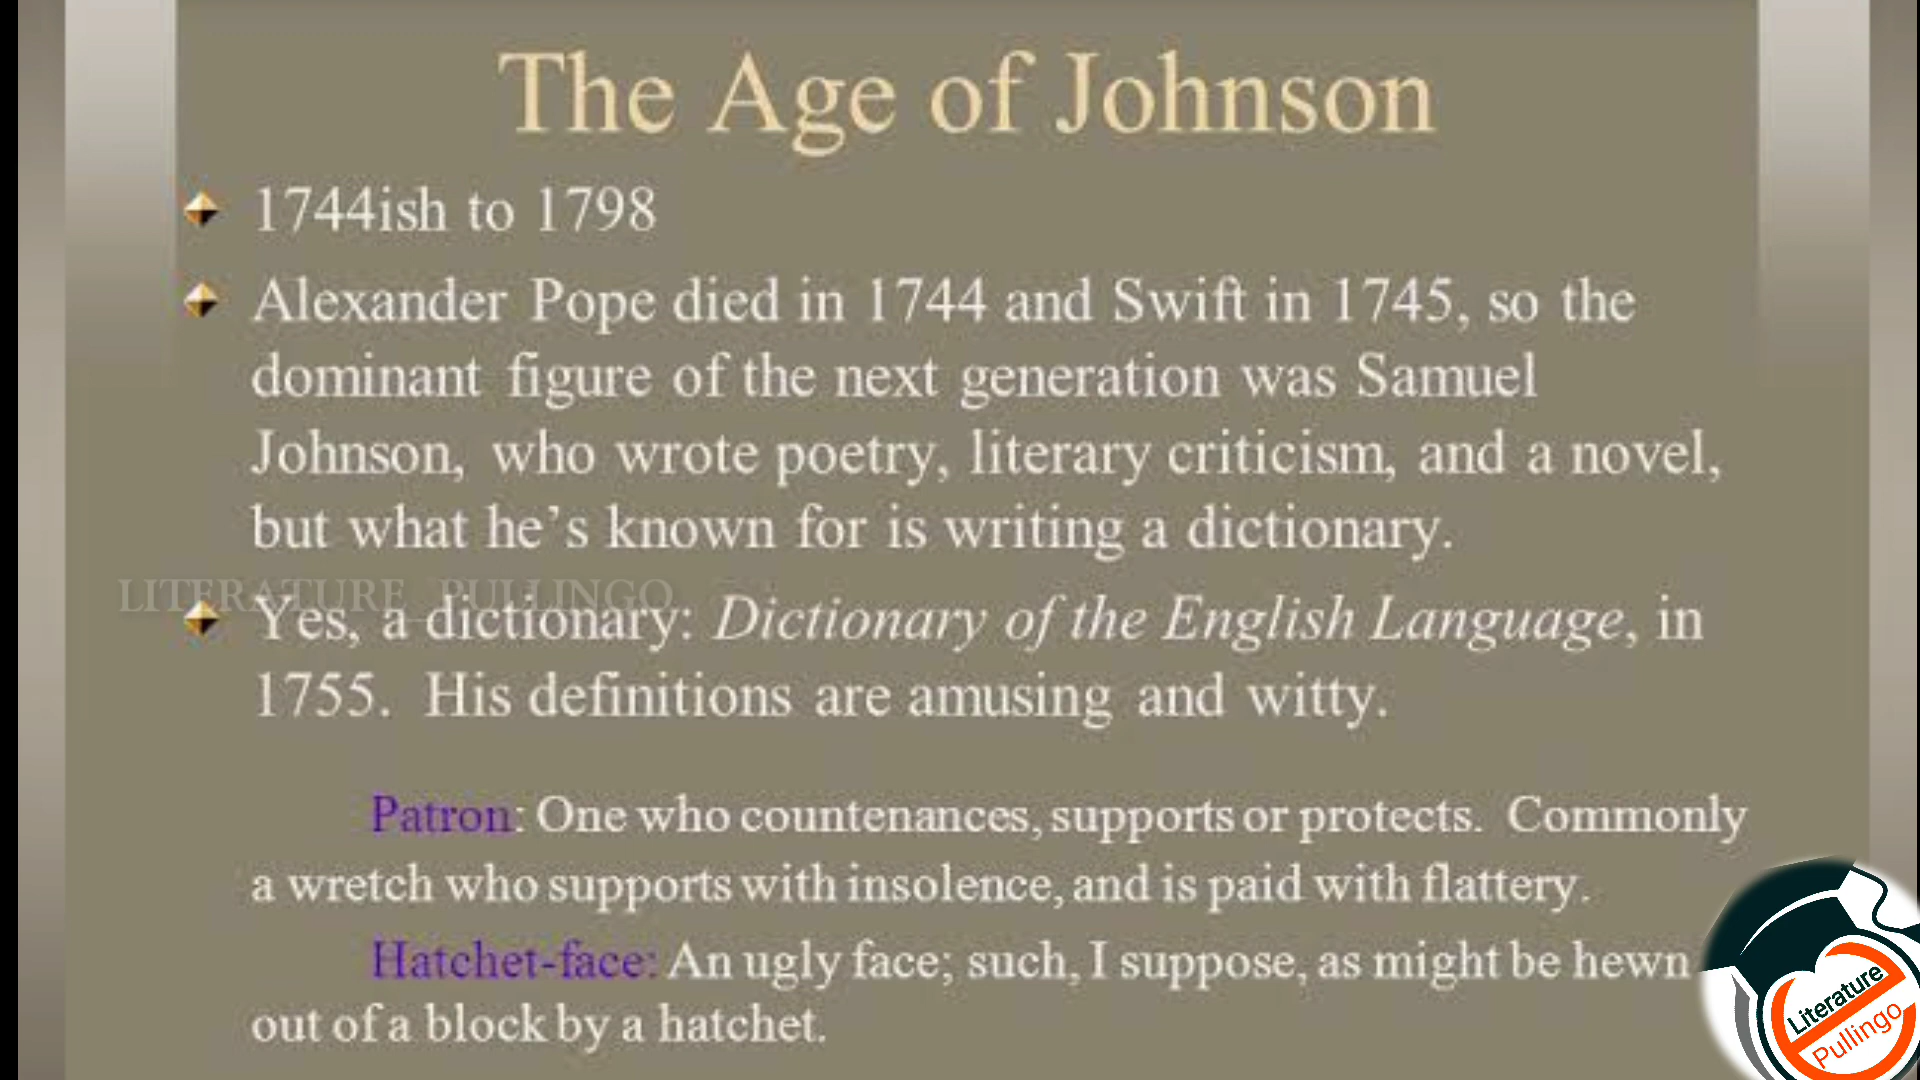 The Age of Johnson
1744ish to 1798
Alexander Pope died in 1744 and Swift in 1745, so the
dominant figure of the next generation was Samuel
Johnson, who wrote poetry, literary criticism, and a novel,
but what he’s known for is writing a dictionary.
LITERATURE PULLINGO
Yes, a dictionary: Dictionary of the English Language, in
1755. His definitions are amusing and witty.
Patron: One who countenances, supports or protects. Commonly
a wretch who supports with insolence, and is paid with flattery.
Hatchet-face: An ugly face; such, I suppose, as might be hewn
out of a block by a hatchet.
Literature
Pullingo